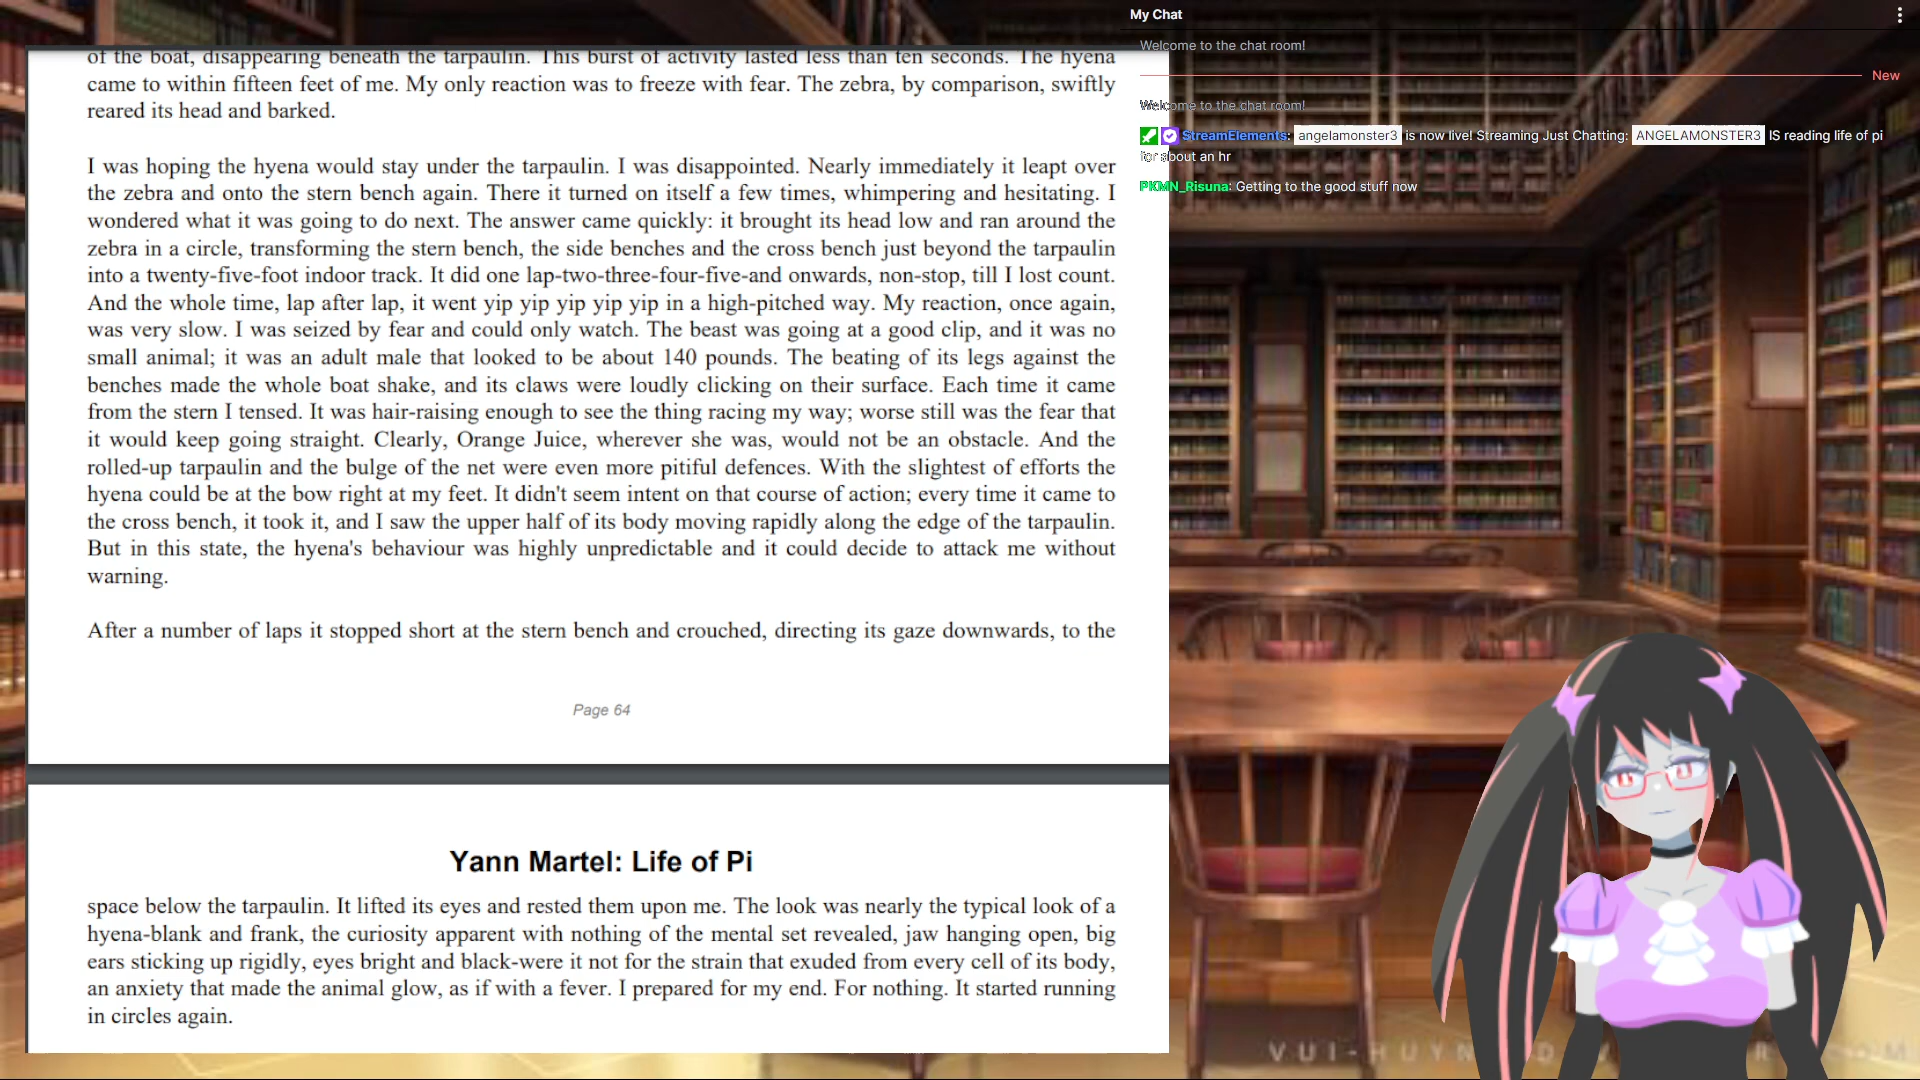 of the boat, disappearing beneath the tarpaulin. This burst of activity lasted less than ten seconds. The hyena
came to within fifteen feet of me. My only reaction was to freeze with fear. The zebra, by comparison, swiftly
reared its head and barked.
I was hoping the hyena would stay under the tarpaulin. I was disappointed. Nearly immediately it leapt over
the zebra and onto the stern bench again. There it turned on itself a few times, whimpering and hesitating. I
wondered what it was going to do next. The answer came quickly: it brought its head low and ran around the
zebra in a circle, transforming the stern bench, the side benches and the cross bench just beyond the tarpaulin
into a twenty-five-foot indoor track. It did one lap-two-three-four-five-and onwards, non-stop, till I lost count.
And the whole time, lap after lap, it went yip yip yip yip yip in a high-pitched way. My reaction, once again,
was very slow. I was seized by fear and could only watch. The beast was going at a good clip, and it was no
small animal; it was an adult male that looked to be about 140 pounds. The beating of its legs against the
benches made the whole boat shake, and its claws were loudly clicking on their surface. Each time it came
from the stern I tensed. It was hair-raising enough to see the thing racing my way; worse still was the fear that
it would keep going straight. Clearly, Orange Juice, wherever she was, would not be an obstacle. And the
rolled-up tarpaulin and the bulge of the net were even more pitiful defences. With the slightest of efforts the
hyena could be at the bow right at my feet. It didn't seem intent on that course of action; every time it came to
the cross bench, it took it, and I saw the upper half of its body moving rapidly along the edge of the tarpaulin.
But in this state, the hyena's behaviour was highly unpredictable and it could decide to attack me without
warning.
After a number of laps it stopped short at the stern bench and crouched, directing its gaze downwards, to the
Page 64
Yann Martel: Life of Pi
space below the tarpaulin. It lifted its eyes and rested them upon me. The look was nearly the typical look of a
hyena-blank and frank, the curiosity apparent with nothing of the mental set revealed, jaw hanging open, big
ears sticking up rigidly, eyes bright and black-were it not for the strain that exuded from every cell of its body,
an anxiety that made the animal glow, as if with a fever. I prepared for my end. For nothing. It started running
in circles again.
My Chat
Welcome to the chat room!
New
Welcome to the chat room!
StreamElements: angelamonster3 is now live! Streaming Just Chatting: ANGELAMONSTER3 IS reading life of pi
for about an hr
PKMN_Risuna: Getting to the good stuff now